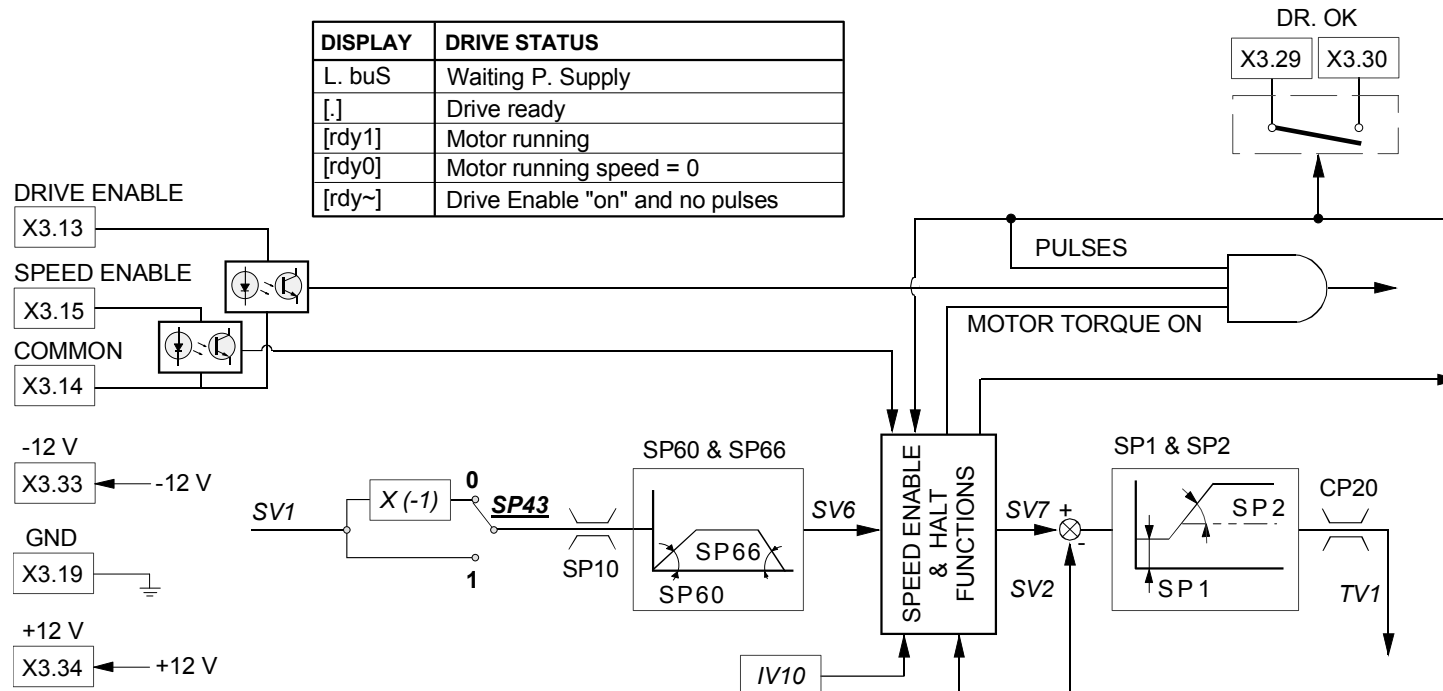 DISPLAY DRIVE STATUS
L. buS Waiting P. Supply
[.] Drive ready
[rdy1] Motor running
[rdy0] Motor running speed = 0
[rdy~] Drive Enable "on" and no pulses
DR. OK
X3.29 X3.30
DRIVE ENABLE
X3.13
SPEED ENABLE
X3.15
COMMON
X3.14
PULSES
MOTOR TORQUE ON
-12 V
X3.33 -12 V
GND
X3.19
+12 V
X3.34 +12 V
SV1
X (-1)
0
SP43
1
SP10
SP60 & SP66
SP66
SP60
SV6
SPEED ENABLE
& HALT
FUNCTIONS
IV10
SV7
+
-
SV2
SP1 & SP2
SP2
SP1
CP20
TV1